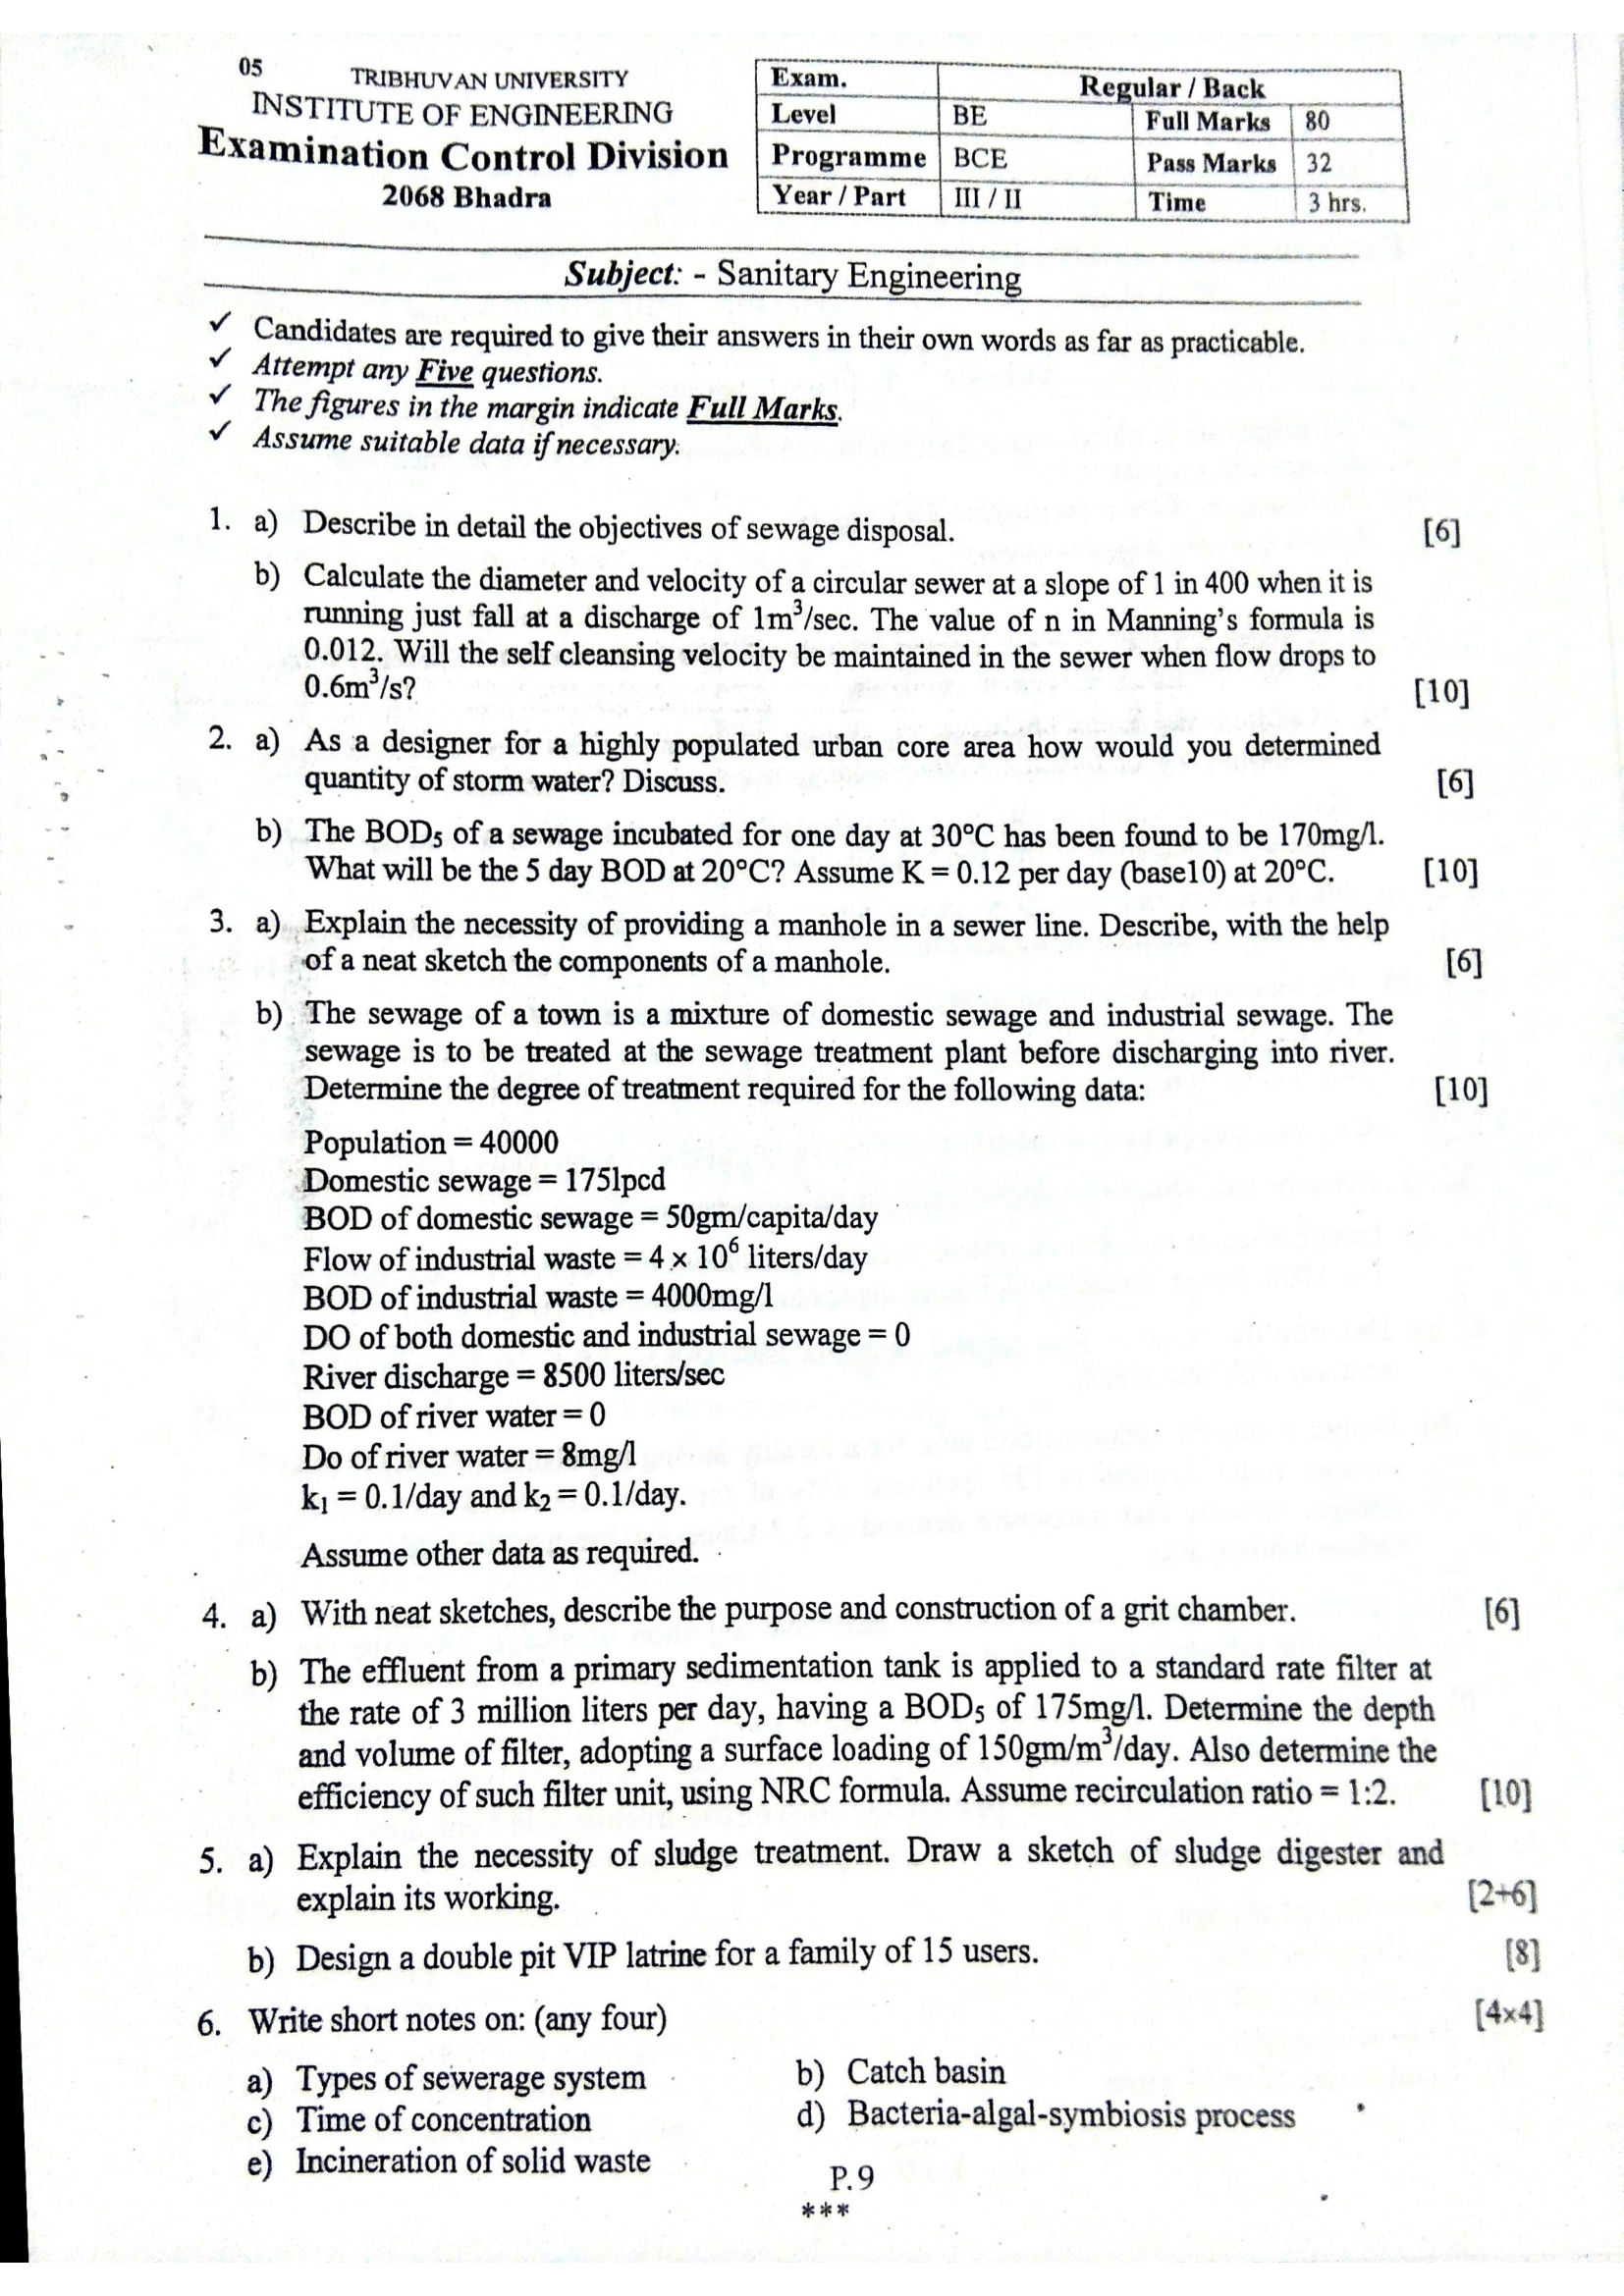 05
TRIBHUVAN UNIVERSITY
INSTITUTE OF ENGINEERING
Examination Control Division
2068 Bhadra
Exam. Regular / Back
Level BE Full Marks 80
Programme BCE Pass Marks 32
Year / Part III / II Time 3 hrs.
Subject: - Sanitary Engineering
✓ Candidates are required to give their answers in their own words as far as practicable.
✓ Attempt any Five questions.
✓ The figures in the margin indicate Full Marks.
✓ Assume suitable data if necessary.
1. a) Describe in detail the objectives of sewage disposal. [6]
b) Calculate the diameter and velocity of a circular sewer at a slope of 1 in 400 when it is
running just fall at a discharge of 1m³/sec. The value of n in Manning's formula is
0.012. Will the self cleansing velocity be maintained in the sewer when flow drops to
0.6m³/s? [10]
2. a) As a designer for a highly populated urban core area how would you determined
quantity of storm water? Discuss. [6]
b) The BOD₅ of a sewage incubated for one day at 30°C has been found to be 170mg/l.
What will be the 5 day BOD at 20°C? Assume K = 0.12 per day (base10) at 20°C. [10]
3. a) Explain the necessity of providing a manhole in a sewer line. Describe, with the help
of a neat sketch the components of a manhole. [6]
b) The sewage of a town is a mixture of domestic sewage and industrial sewage. The
sewage is to be treated at the sewage treatment plant before discharging into river.
Determine the degree of treatment required for the following data: [10]
Population = 40000
Domestic sewage = 175lpcd
BOD of domestic sewage = 50gm/capita/day
Flow of industrial waste = 4 × 10⁶ liters/day
BOD of industrial waste = 4000mg/l
DO of both domestic and industrial sewage = 0
River discharge = 8500 liters/sec
BOD of river water = 0
Do of river water = 8mg/l
k₁ = 0.1/day and k₂ = 0.1/day.
Assume other data as required.
4. a) With neat sketches, describe the purpose and construction of a grit chamber. [6]
b) The effluent from a primary sedimentation tank is applied to a standard rate filter at
the rate of 3 million liters per day, having a BOD₅ of 175mg/l. Determine the depth
and volume of filter, adopting a surface loading of 150gm/m³/day. Also determine the
efficiency of such filter unit, using NRC formula. Assume recirculation ratio = 1:2. [10]
5. a) Explain the necessity of sludge treatment. Draw a sketch of sludge digester and
explain its working. [2+6]
b) Design a double pit VIP latrine for a family of 15 users. [8]
6. Write short notes on: (any four) [4×4]
a) Types of sewerage system b) Catch basin
c) Time of concentration d) Bacteria-algal-symbiosis process
e) Incineration of solid waste
P.9
***